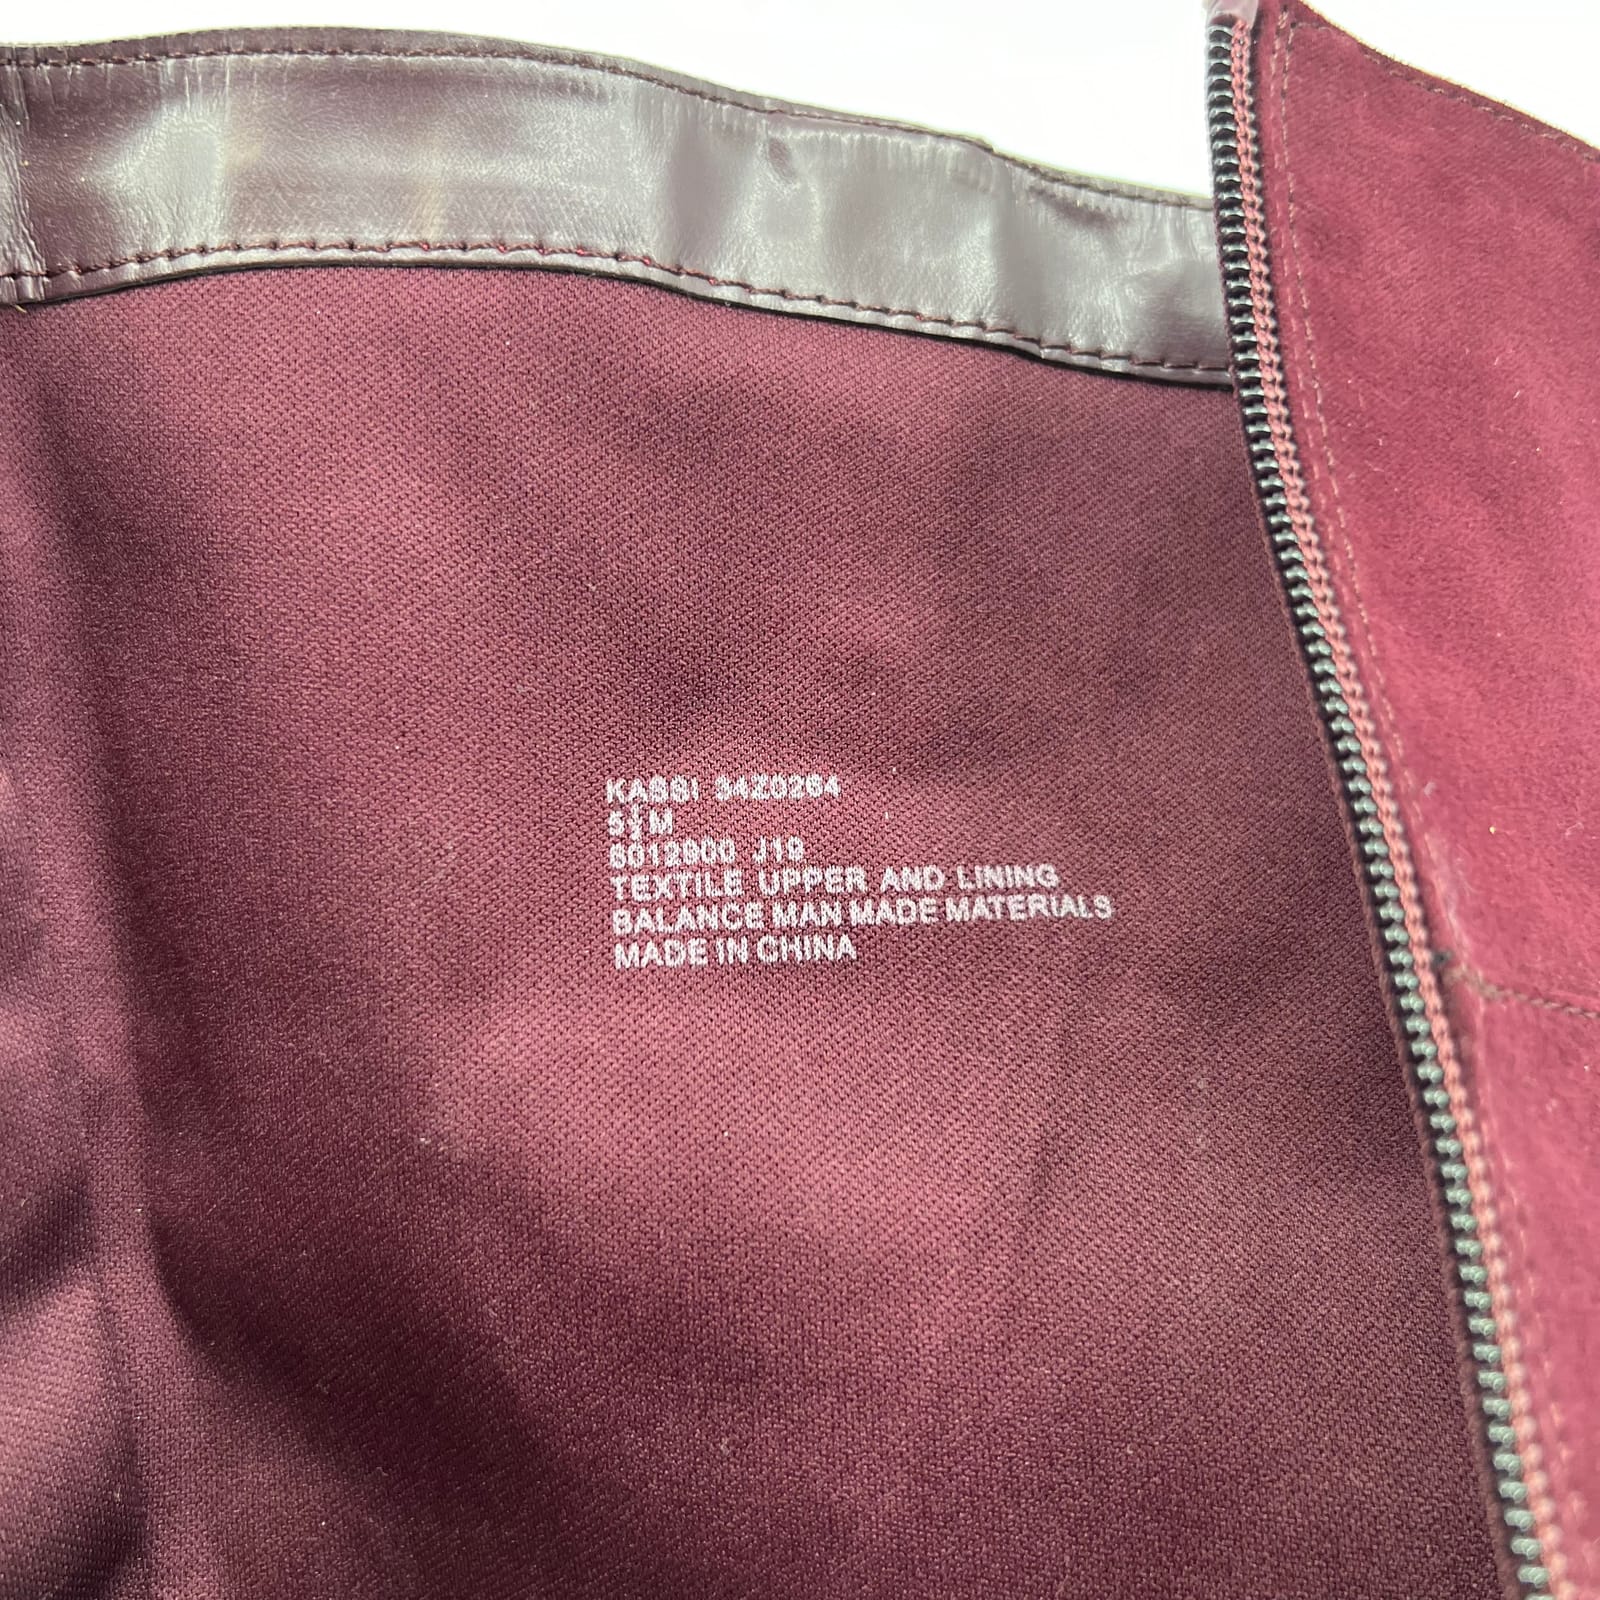 KASSI 34Z0264
5½ M
8012900 J19
TEXTILE UPPER AND LINING
BALANCE MAN MADE MATERIALS
MADE IN CHINA